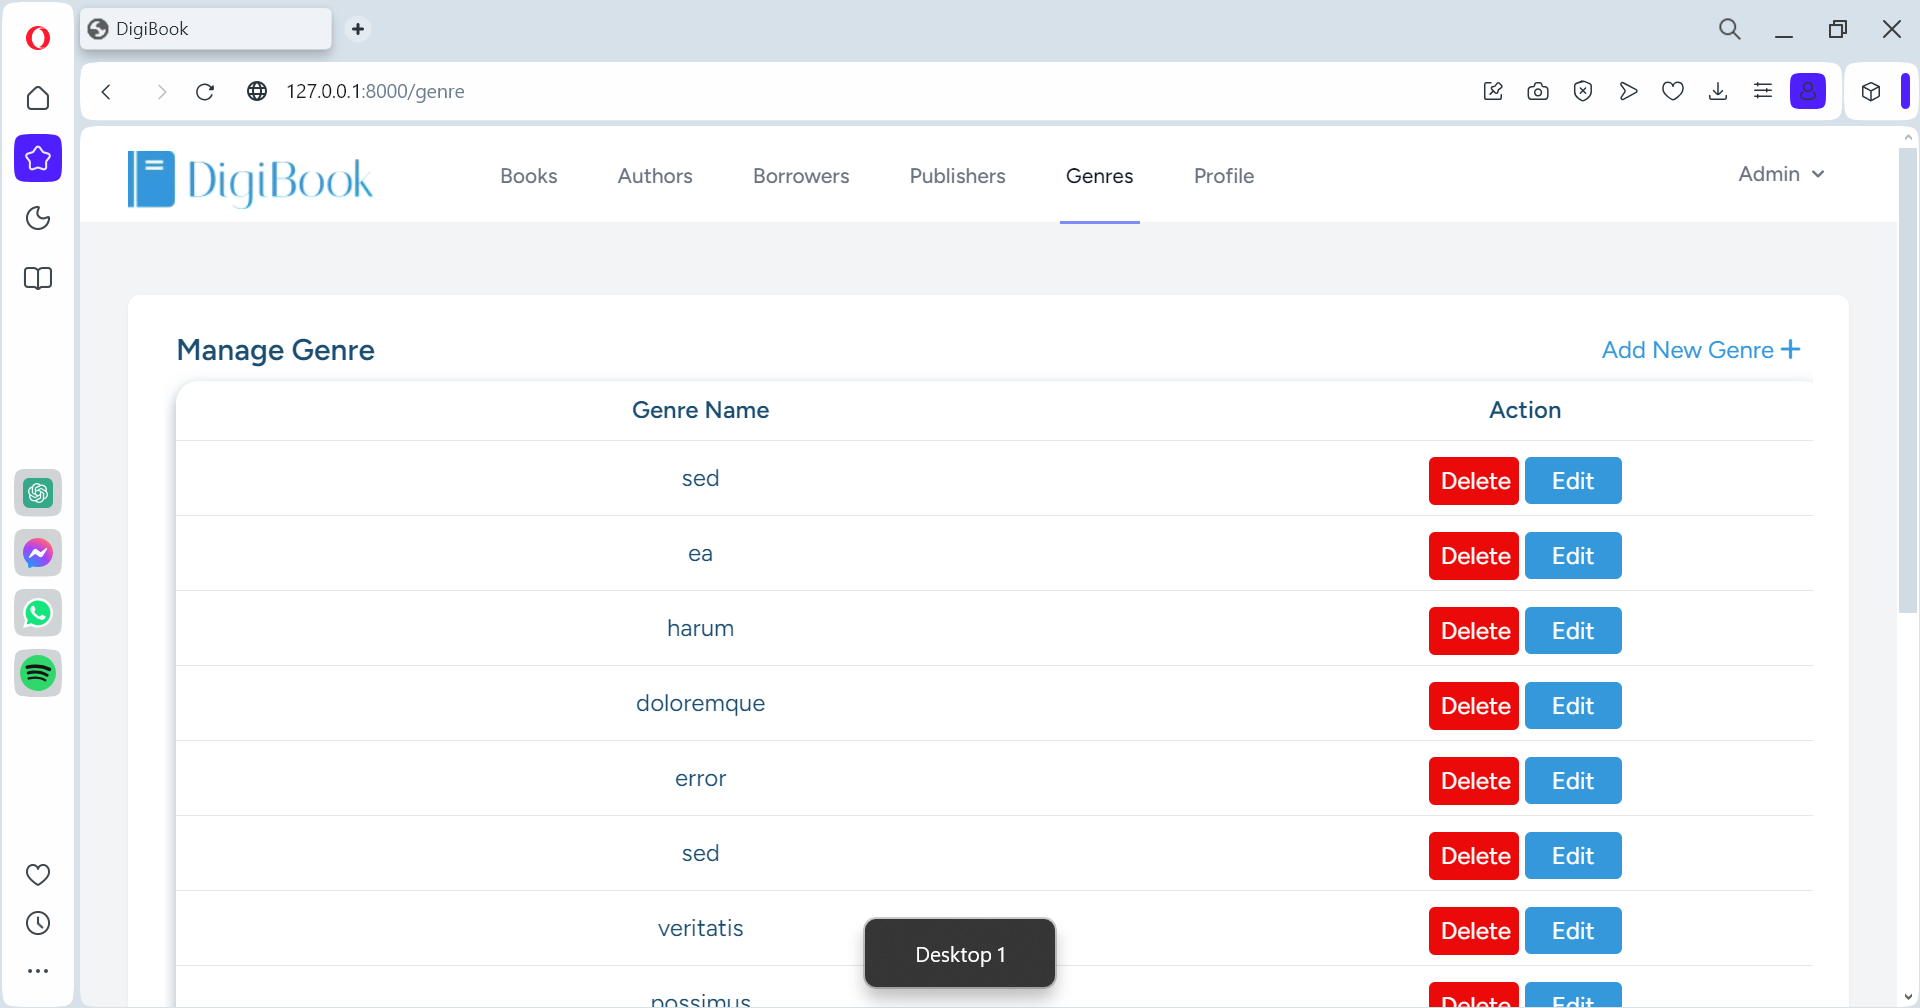 DigiBook
127.0.0.1:8000/genre
DigiBook Books Authors Borrowers Publishers Genres Profile Admin
Manage Genre Add New Genre +
Genre Name Action
sed Delete Edit
ea Delete Edit
harum Delete Edit
doloremque Delete Edit
error Delete Edit
sed Delete Edit
veritatis Delete Edit
Desktop 1
possimus Delete Edit